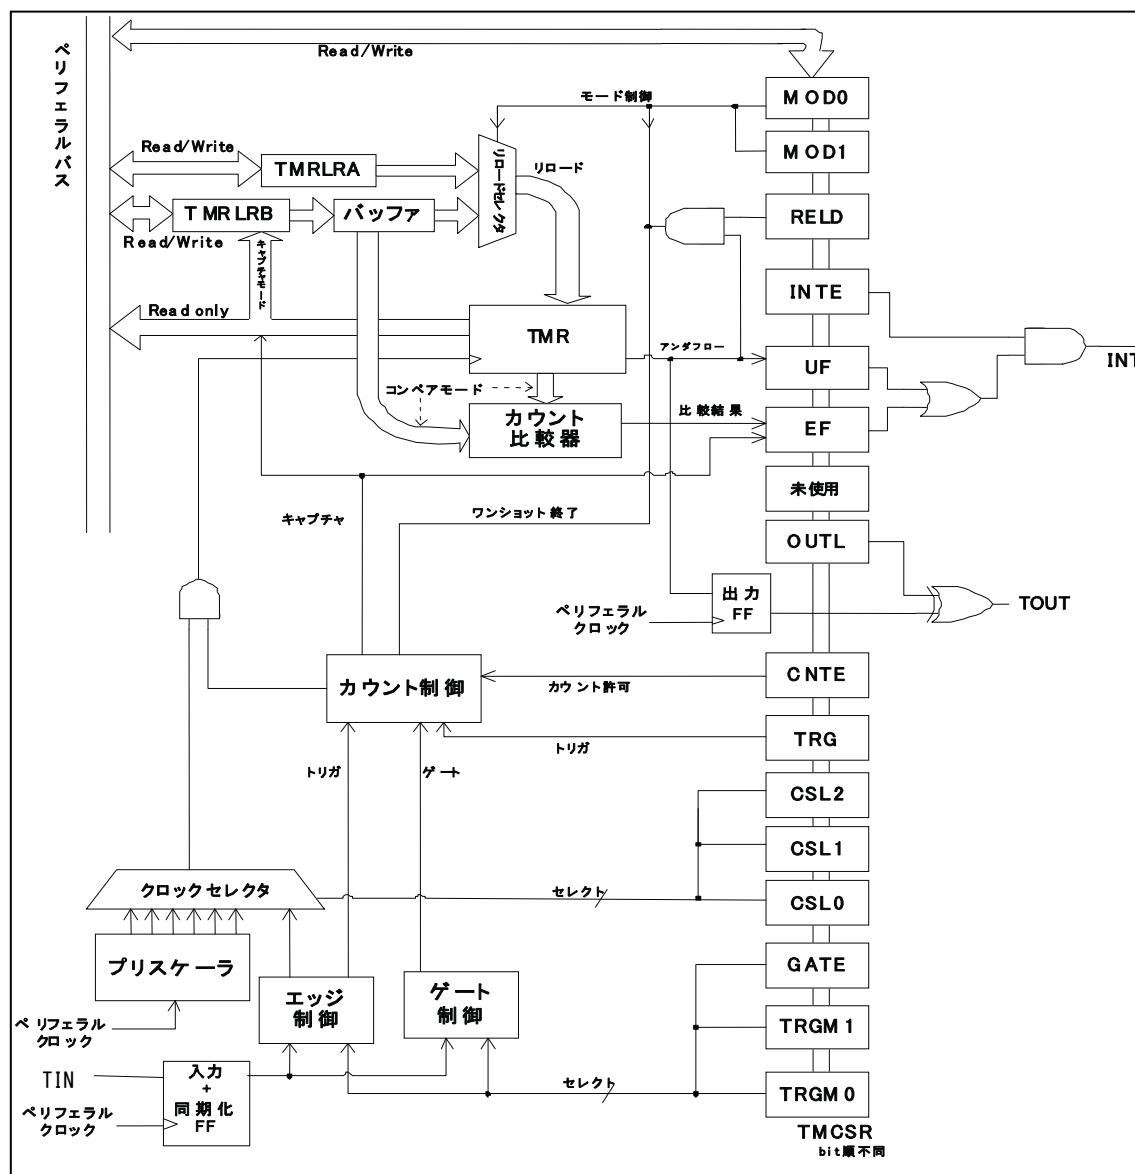 ペリフェラルバス
Read/Write
MOD0
モード制御
MOD1
Read/Write
TMRLRA
リロードセレクタ
リロード
TMRLRB
バッファ
Read/Write
RELD
キャプチャモード
INTE
Read only
TMR
アンダフロー
UF
INT
コンペアモード
カウント
比較器
比較結果
EF
未使用
キャプチャ
ワンショット終了
OUTL
出力
FF
TOUT
ペリフェラル
クロック
カウント制御
カウント許可
CNTE
トリガ
TRG
トリガ
ゲート
CSL2
CSL1
クロックセレクタ
セレクト
CSL0
プリスケーラ
GATE
エッジ
制御
ゲート
制御
ペリフェラル
クロック
TRGM1
TIN
入力
+
同期化
FF
セレクト
TRGM0
ペリフェラル
クロック
TMCSR
bit順不同